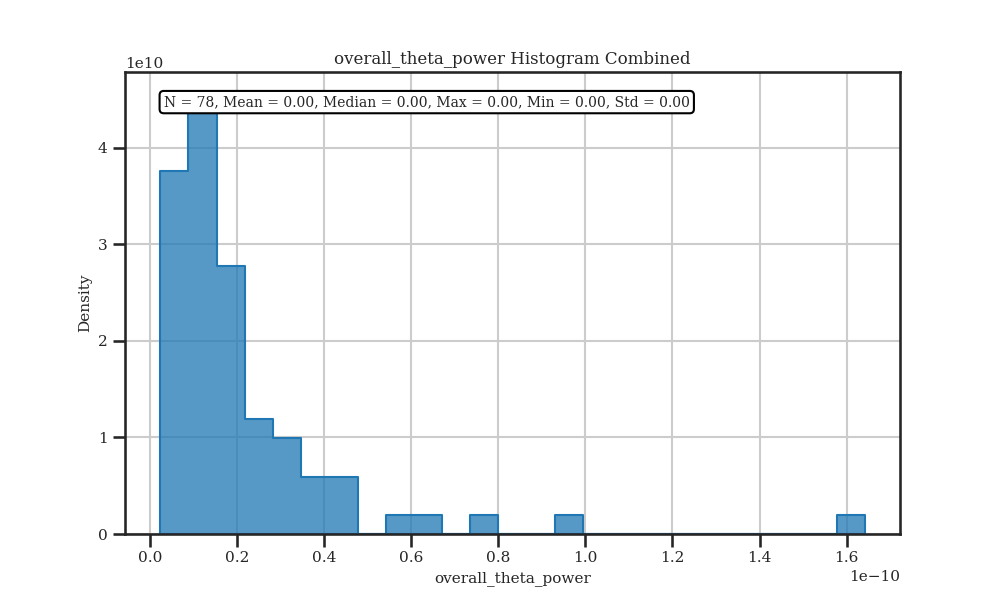 overall_theta_power Histogram Combined
1e10
N = 78, Mean = 0.00, Median = 0.00, Max = 0.00, Min = 0.00, Std = 0.00
4
3
2
1
0
Density
0.0 0.2 0.4 0.6 0.8 1.0 1.2 1.4 1.6
1e−10
overall_theta_power